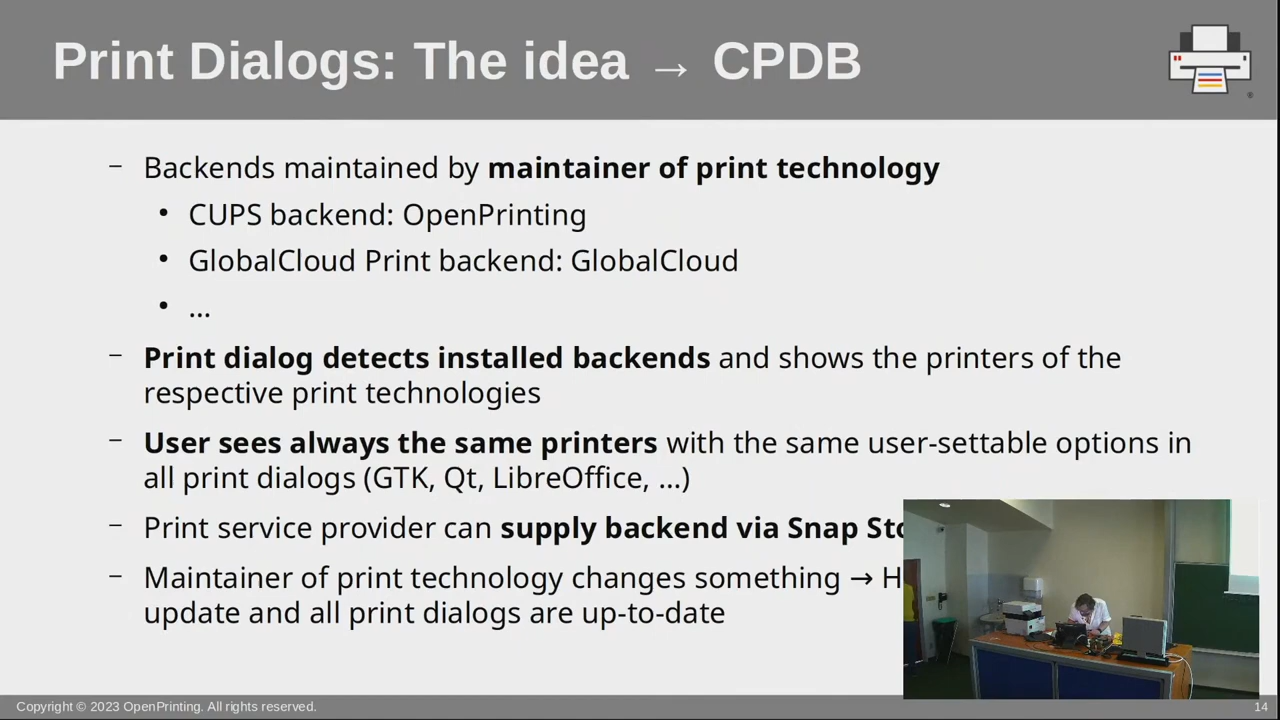 Print Dialogs: The idea → CPDB
®
– Backends maintained by maintainer of print technology
• CUPS backend: OpenPrinting
• GlobalCloud Print backend: GlobalCloud
• ...
– Print dialog detects installed backends and shows the printers of the
respective print technologies
– User sees always the same printers with the same user-settable options in
all print dialogs (GTK, Qt, LibreOffice, ...)
– Print service provider can supply backend via Snap
– Maintainer of print technology changes something →
update and all print dialogs are up-to-date
Copyright © 2023 OpenPrinting. All rights reserved.
14